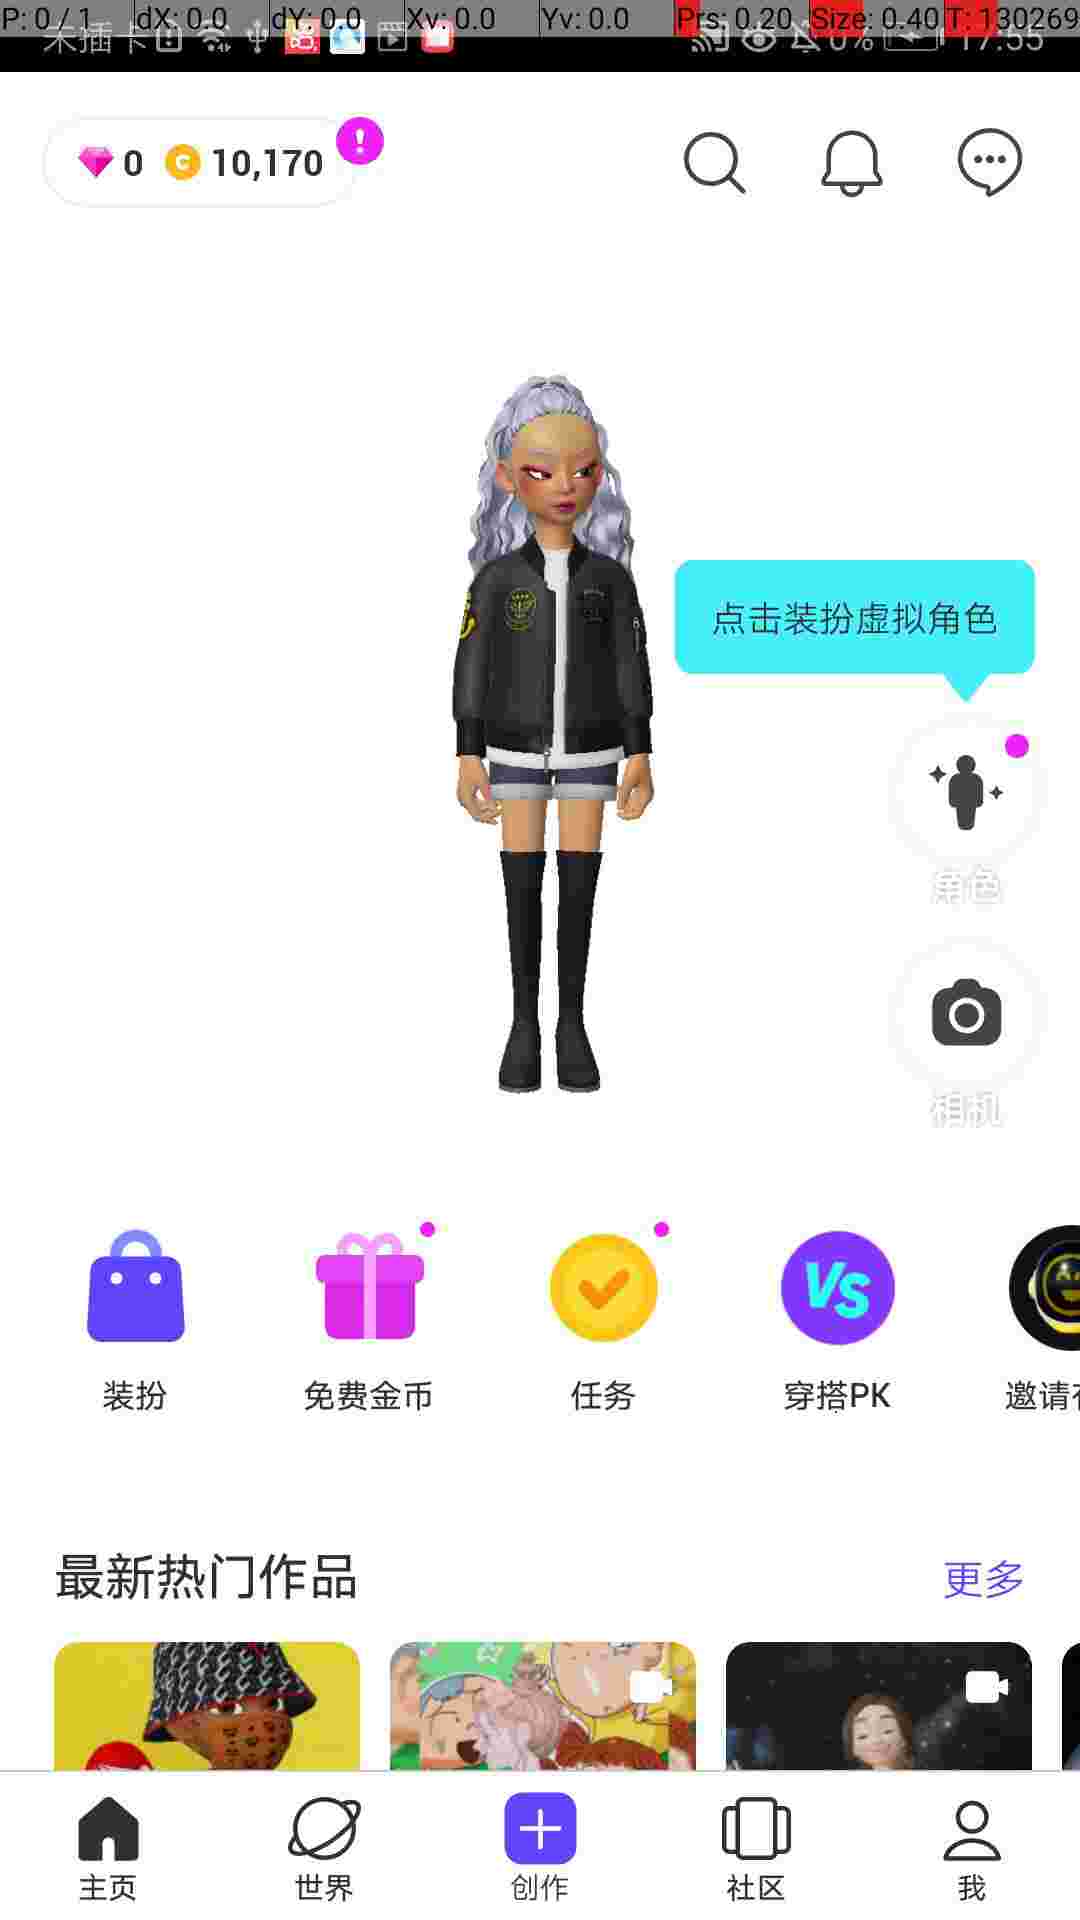 P: 0 / 1 dX: 0.0 dY: 0.0 Xv: 0.0 Yv: 0.0 Prs: 0.20 Size: 0.40 T: 130269
未插卡 0% 17:55
0 10,170
点击装扮虚拟角色
角色
相机
VS
装扮 免费金币 任务 穿搭PK 邀请
最新热门作品 更多
主页 世界 创作 社区 我